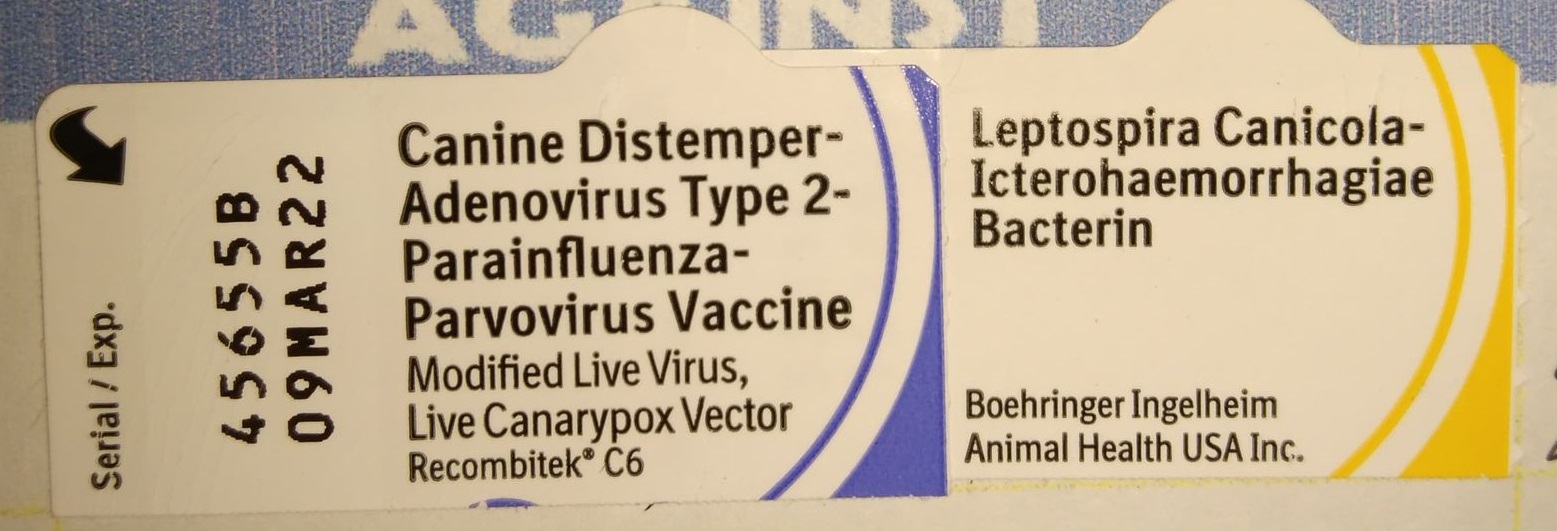 AGAINST
Serial / Exp.
45655B
09MAR22
Canine Distemper-
Adenovirus Type 2-
Parainfluenza-
Parvovirus Vaccine
Modified Live Virus,
Live Canarypox Vector
Recombitek® C6
Leptospira Canicola-
Icterohaemorrhagiae
Bacterin
Boehringer Ingelheim
Animal Health USA Inc.